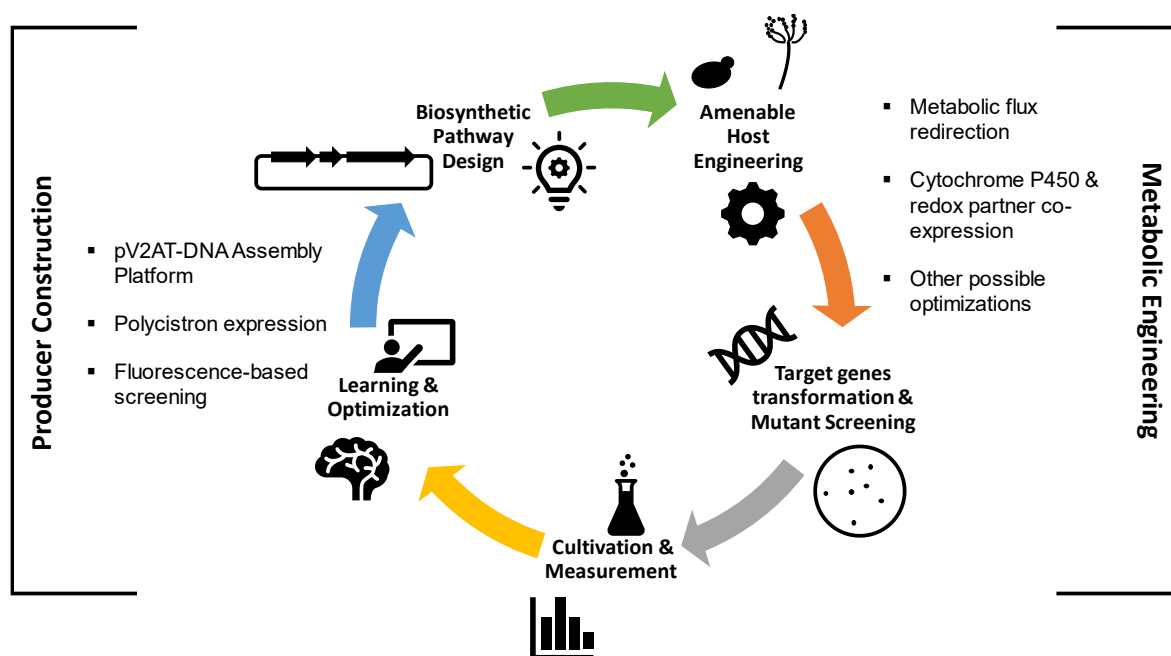 Producer Construction
▪ pV2AT-DNA Assembly
Platform
▪ Polycistron expression
▪ Fluorescence-based
screening
Biosynthetic
Pathway
Design
Amenable
Host
Engineering
Target genes
transformation &
Mutant Screening
Cultivation &
Measurement
Learning &
Optimization
▪ Metabolic flux
redirection
▪ Cytochrome P450 &
redox partner co-
expression
▪ Other possible
optimizations
Metabolic Engineering